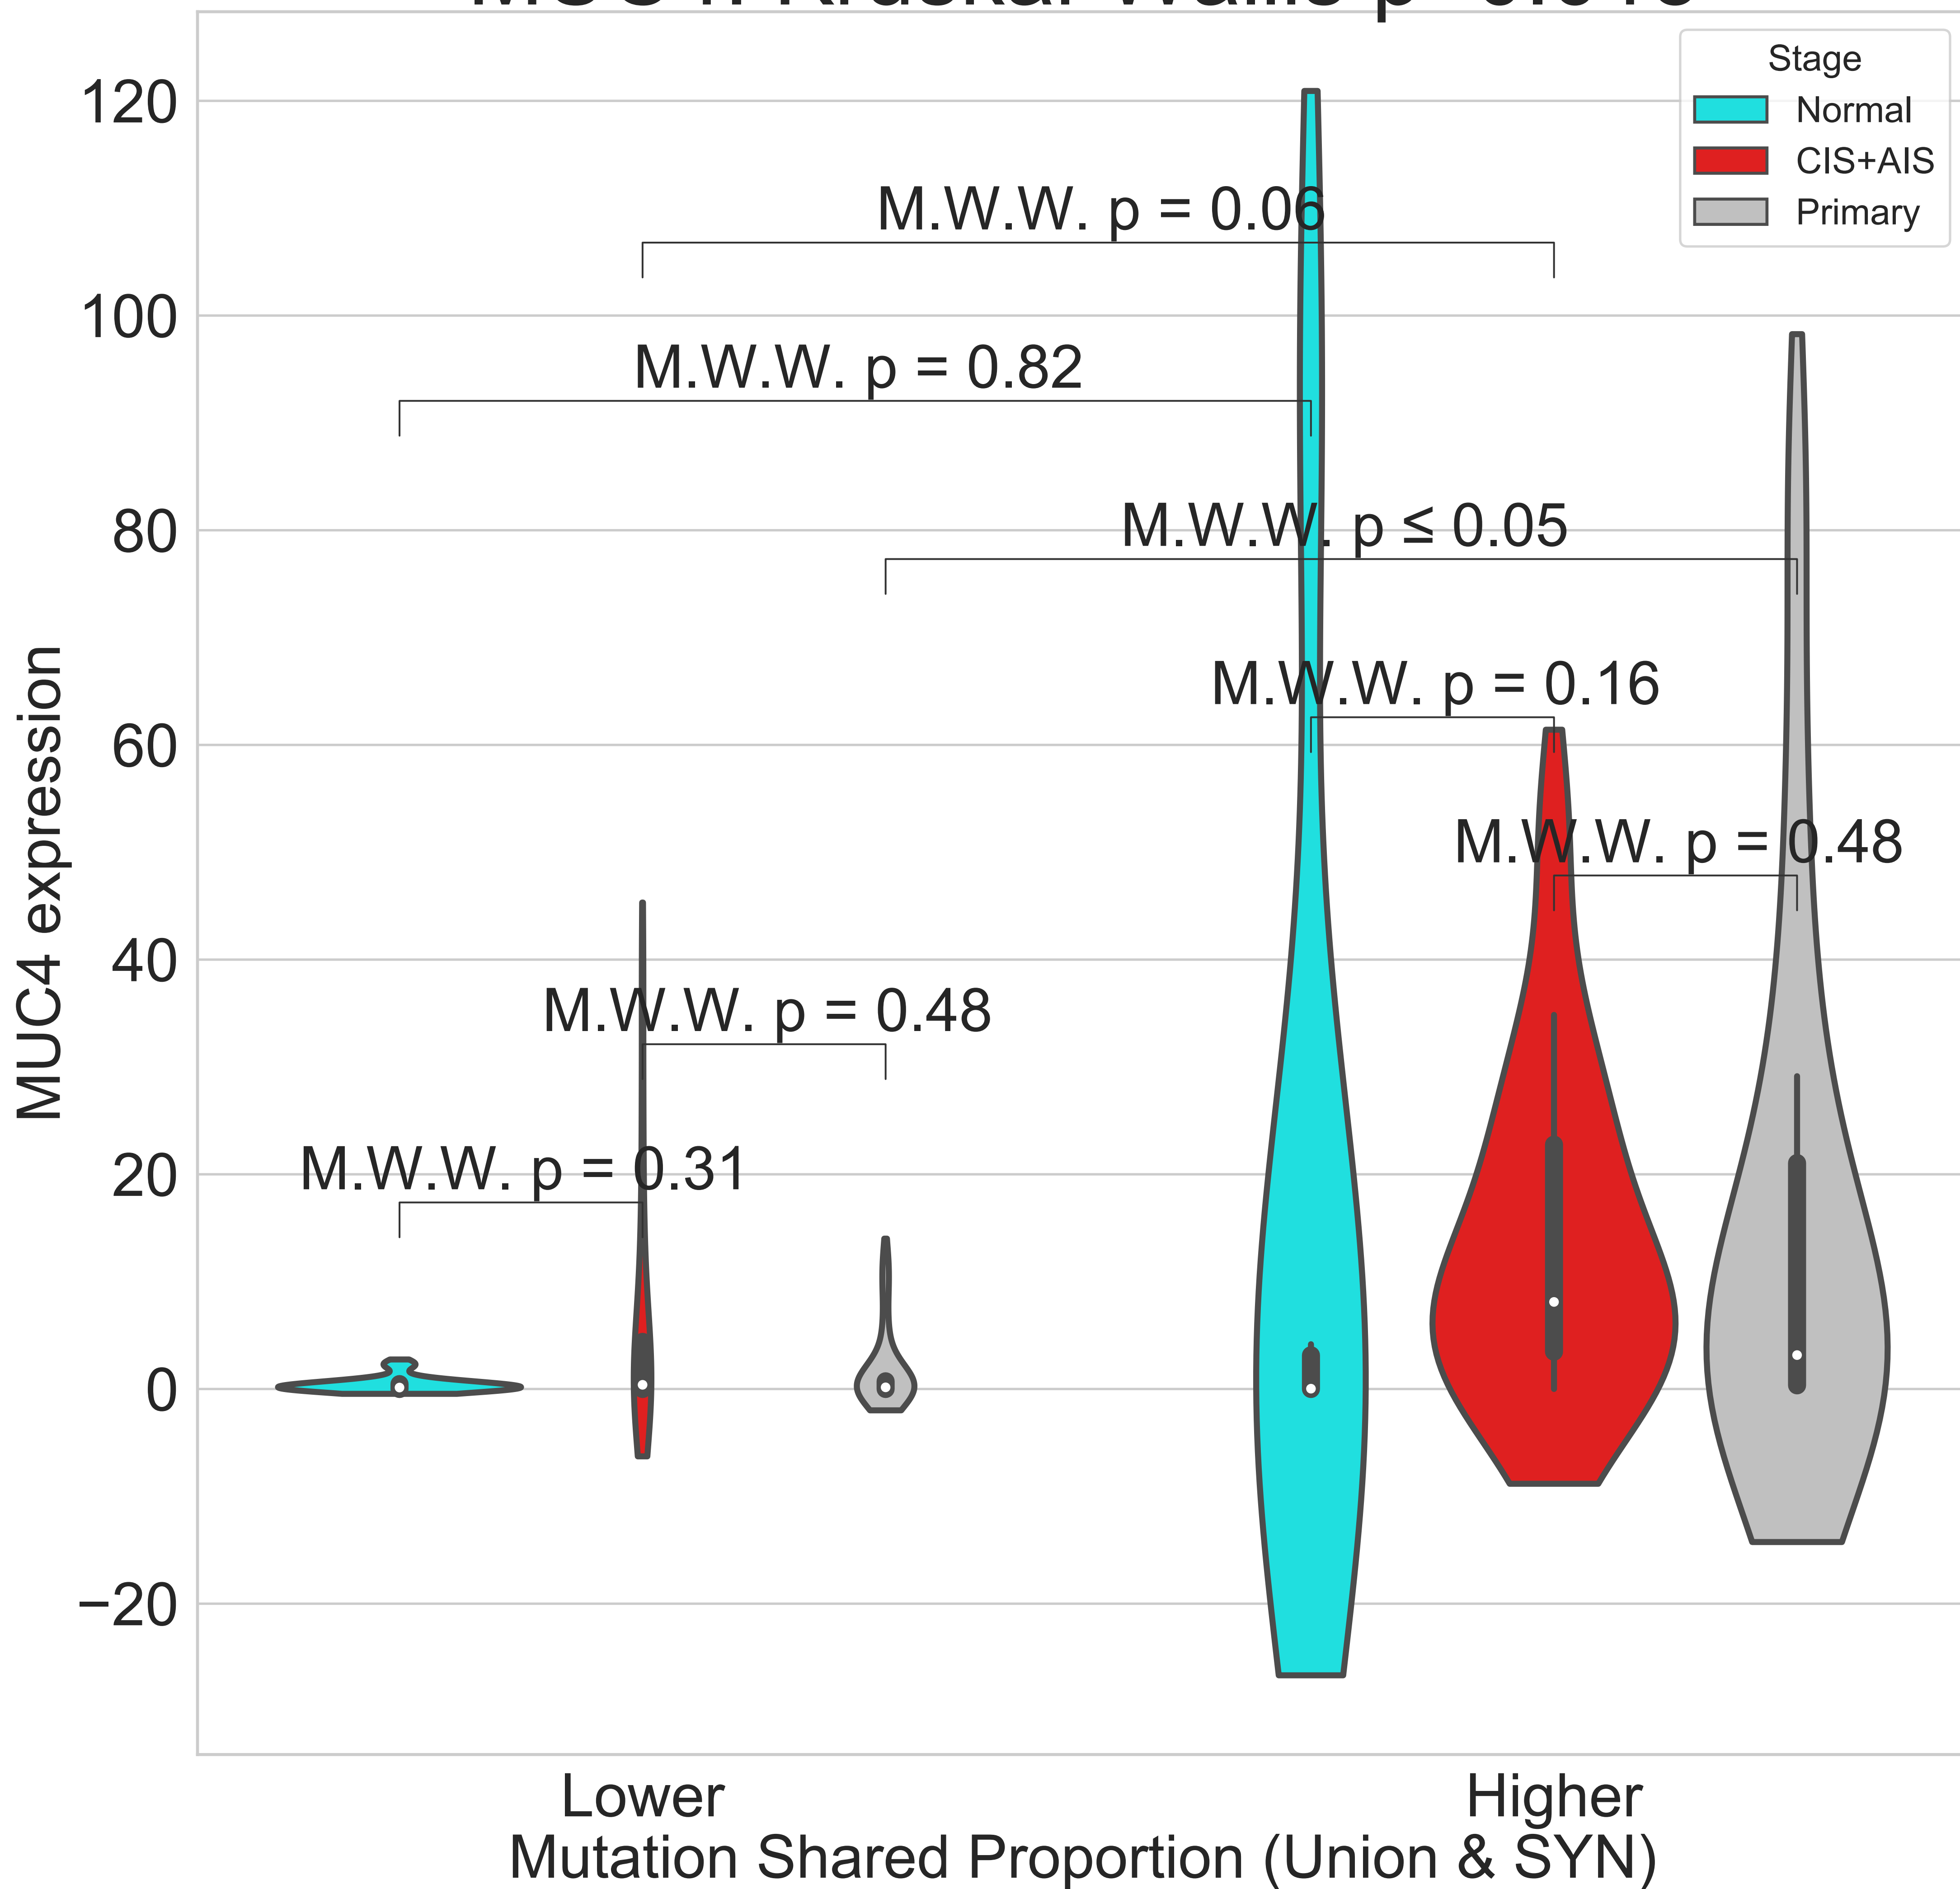 120
100
80
60
40
20
0
−20
MUC4 expression
Stage
Normal
CIS+AIS
Primary
M.W.W. p = 0.06
M.W.W. p = 0.82
M.W.W. p ≤ 0.05
M.W.W. p = 0.16
M.W.W. p = 0.48
M.W.W. p = 0.48
M.W.W. p = 0.31
Lower
Higher
Mutation Shared Proportion (Union & SYN)